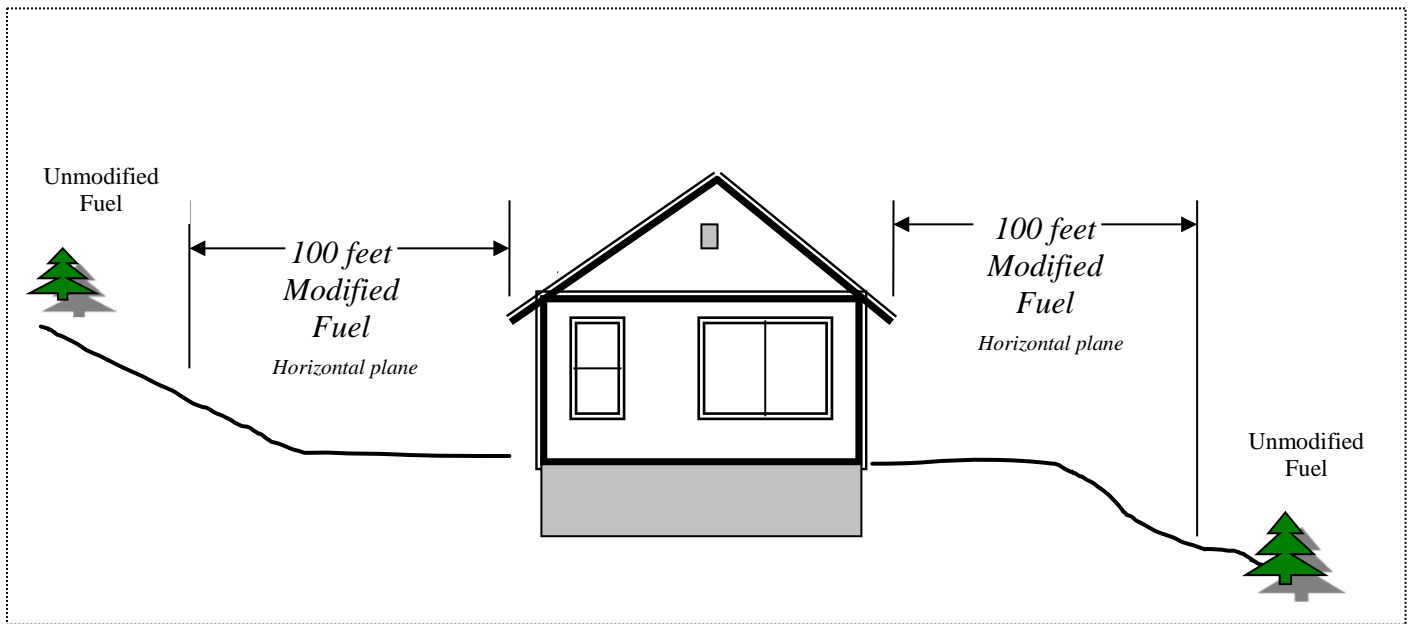 Unmodified
Fuel
100 feet
Modified
Fuel
Horizontal plane
100 feet
Modified
Fuel
Horizontal plane
Unmodified
Fuel